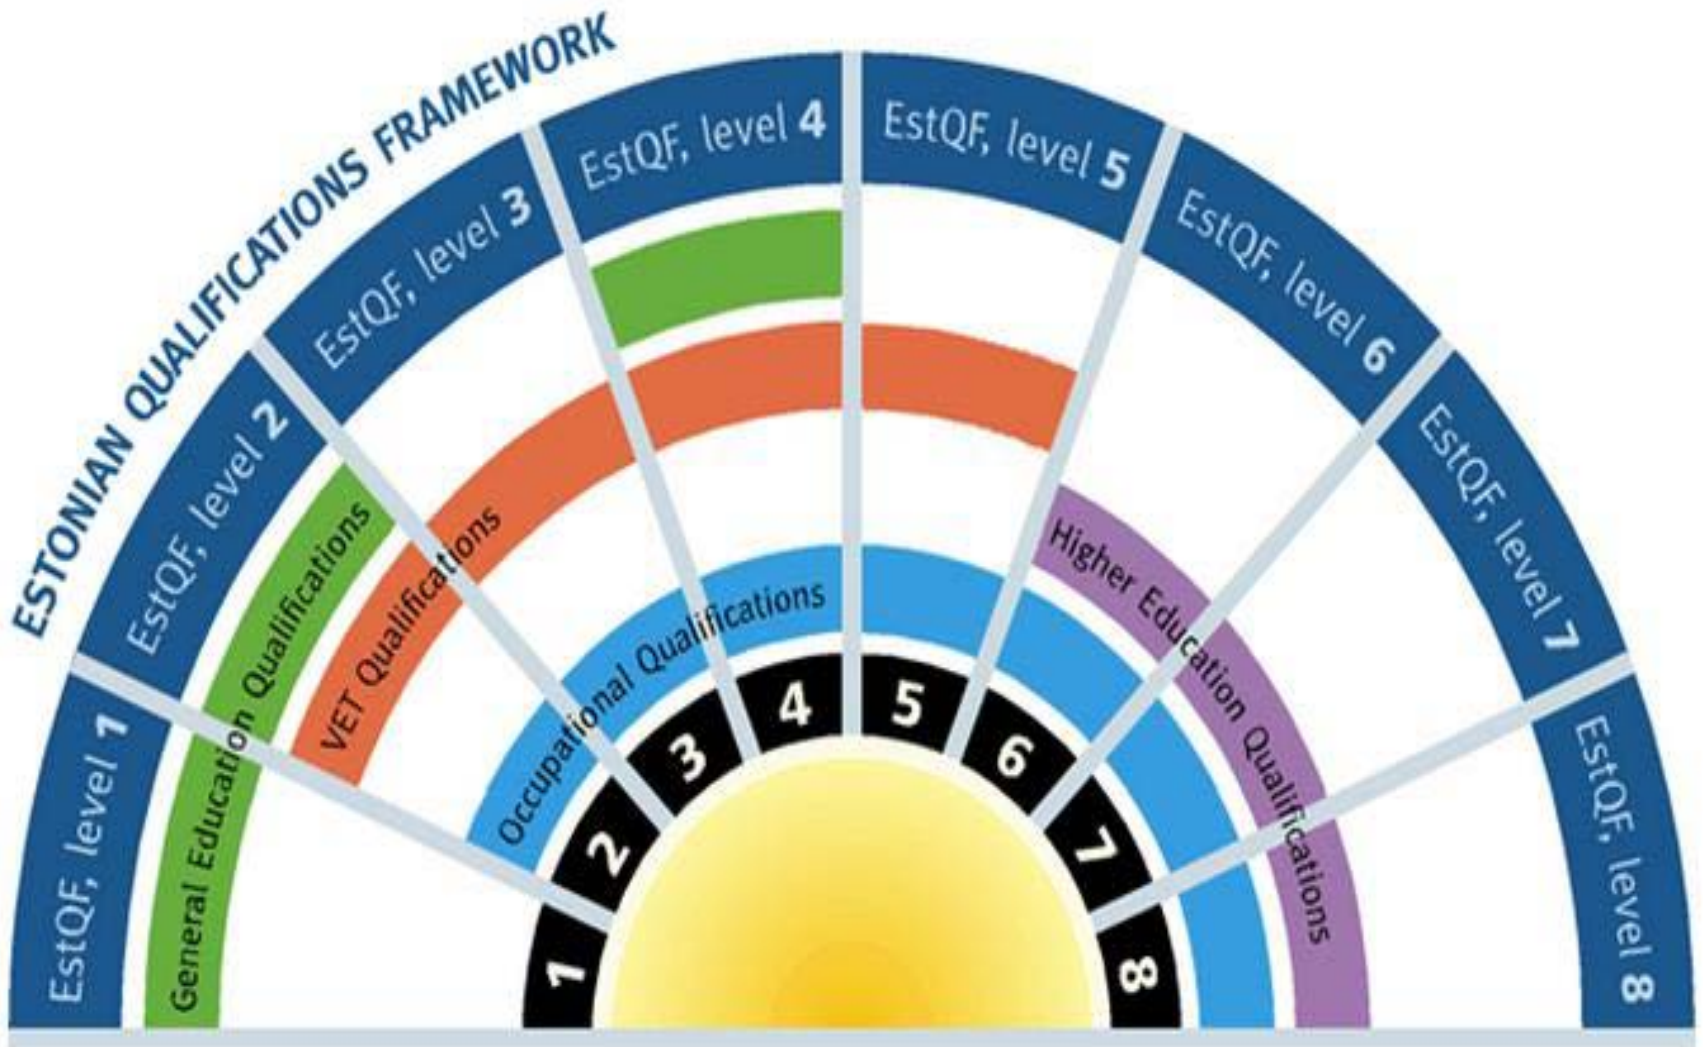 ESTONIAN QUALIFICATIONS FRAMEWORK
EstQF, level 1
EstQF, level 2
EstQF, level 3
EstQF, level 4
EstQF, level 5
EstQF, level 6
EstQF, level 7
EstQF, level 8
General Education Qualifications
VET Qualifications
Occupational Qualifications
Higher Education Qualifications
1
2
3
4
5
6
7
8